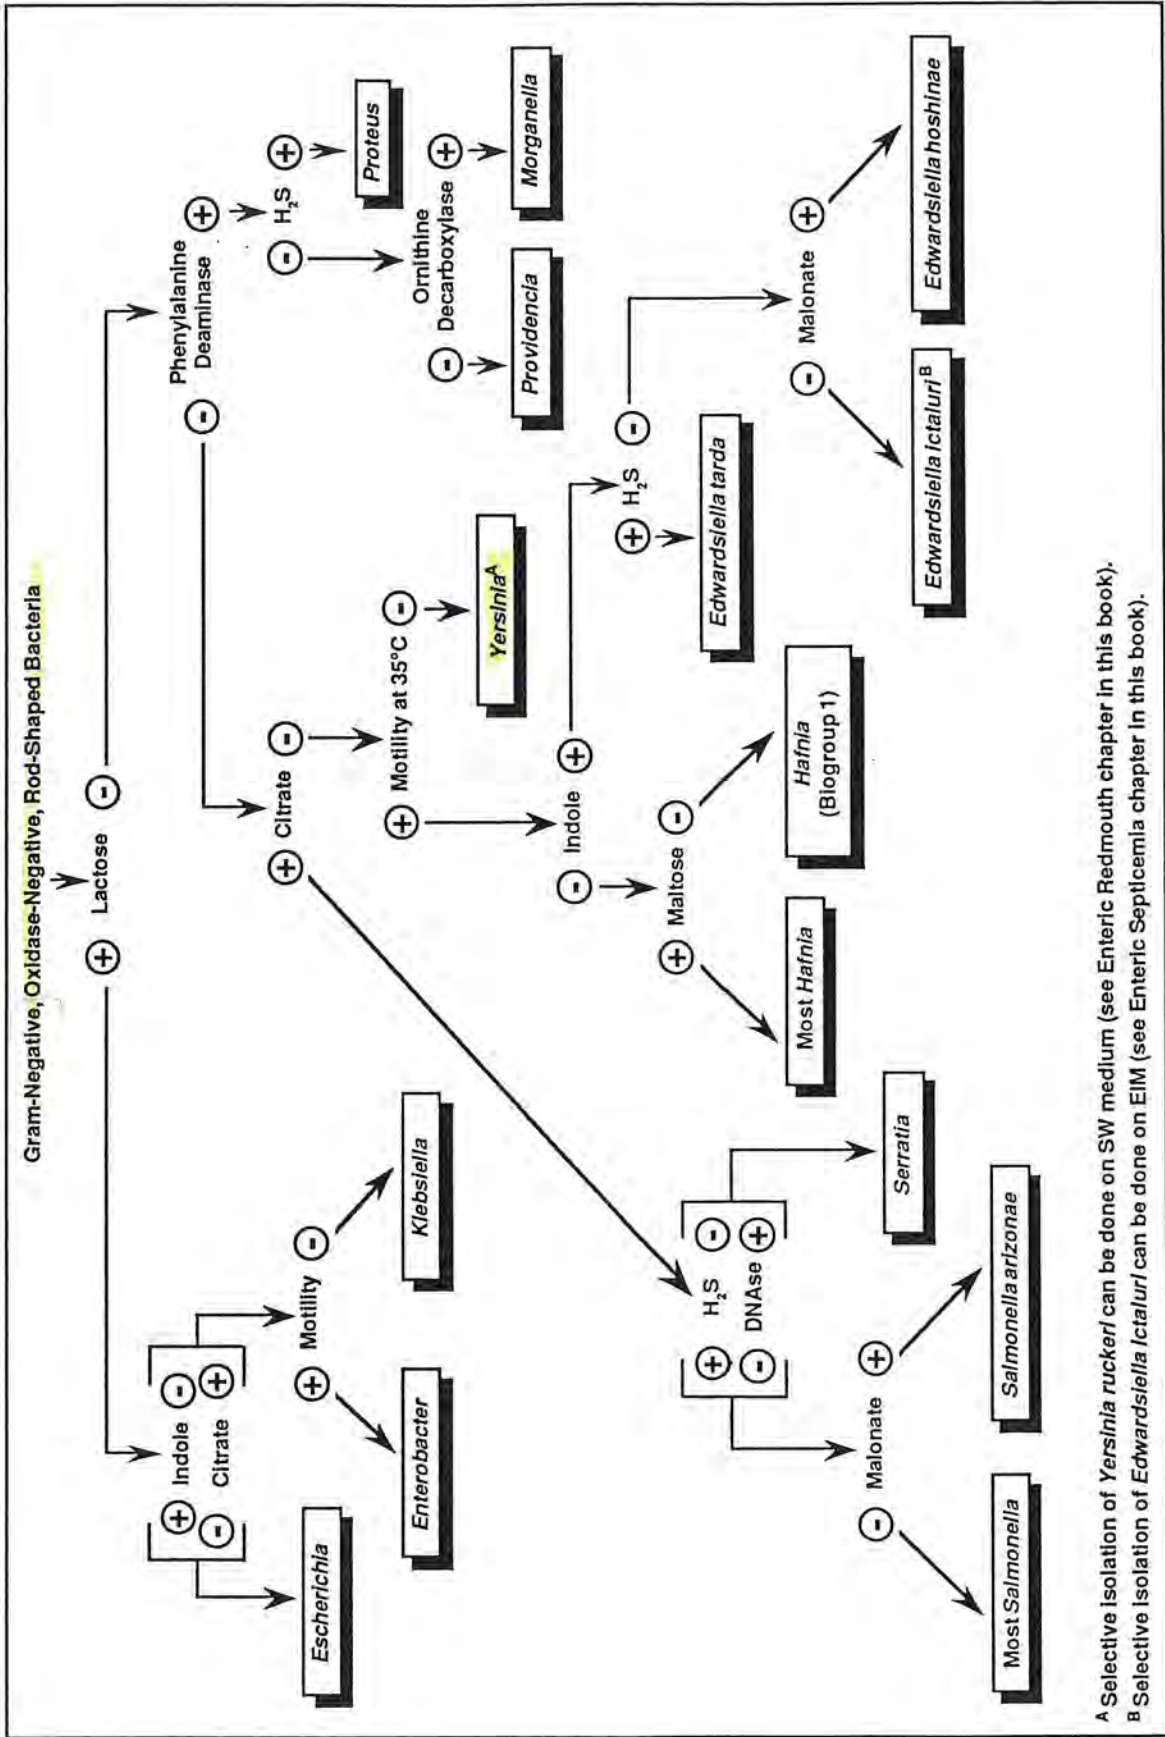 Gram-Negative, Oxidase-Negative, Rod-Shaped Bacteria
+ Lactose -
+ Indole -
- Citrate +
Escherichia
+ Motility -
Enterobacter
Klebsiella
Phenylalanine
- Deaminase +
- H₂S +
Proteus
Ornithine
- Decarboxylase +
Providencia
Morganella
+ Citrate -
+ Motility at 35°C -
Yersinia^A
- Indole +
+ Maltose -
Most Hafnia
Hafnia
(Biogroup 1)
+ H₂S -
Edwardsiella tarda
- Malonate +
Edwardsiella Ictaluri^B
Edwardsiella hoshinae
+ H₂S -
- DNAse +
Serratia
- Malonate +
Most Salmonella
Salmonella arizonae
^A Selective isolation of Yersinia ruckeri can be done on SW medium (see Enteric Redmouth chapter in this book).
^B Selective isolation of Edwardsiella Ictaluri can be done on EIM (see Enteric Septicemia chapter in this book).